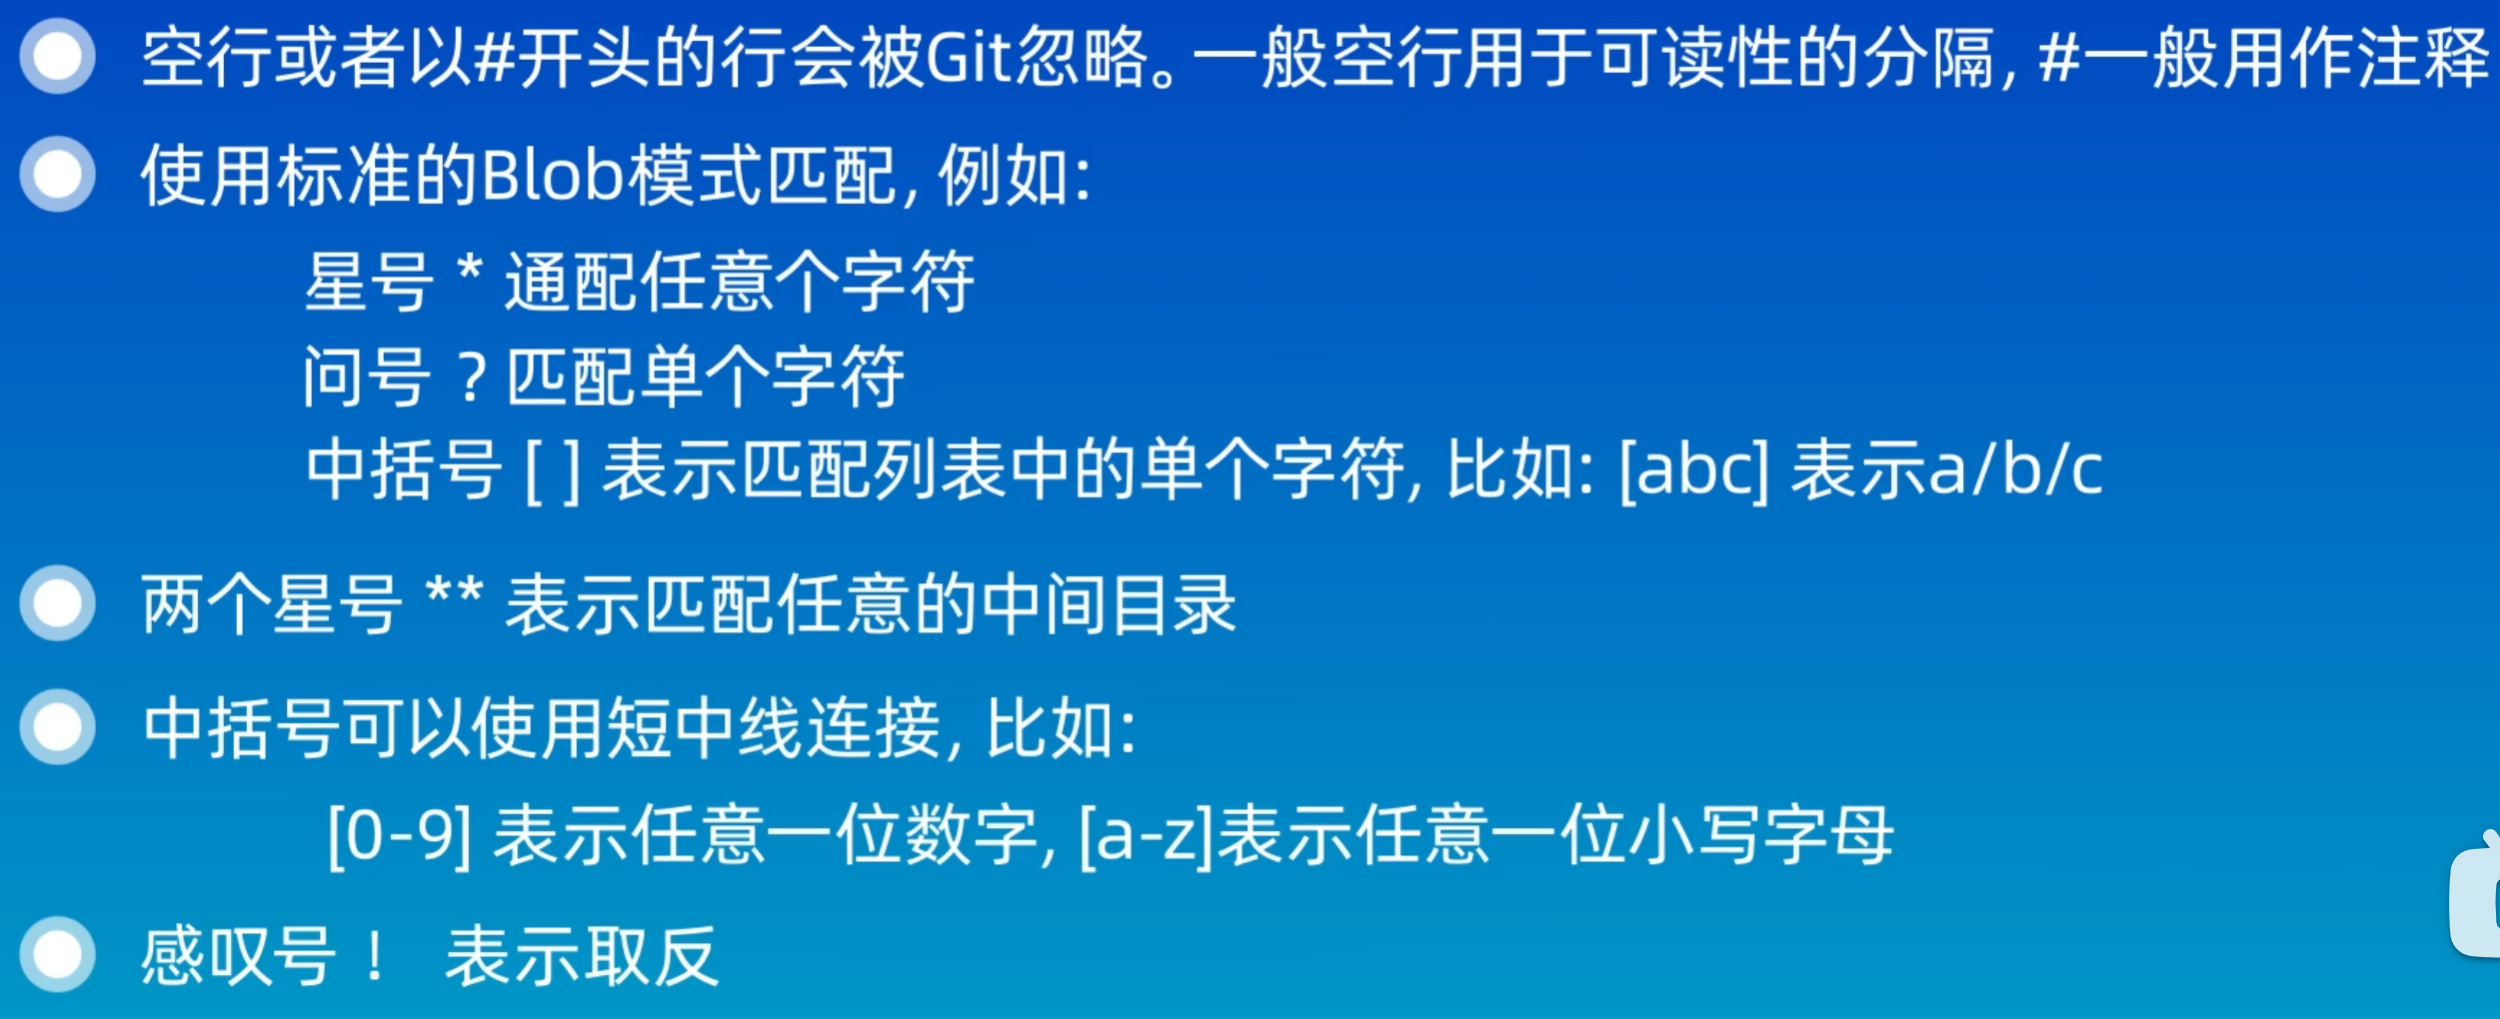 空行或者以#开头的行会被Git忽略。一般空行用于可读性的分隔, #一般用作注释
使用标准的Blob模式匹配, 例如:
星号 * 通配任意个字符
问号 ? 匹配单个字符
中括号 [ ] 表示匹配列表中的单个字符, 比如: [abc] 表示a/b/c
两个星号 ** 表示匹配任意的中间目录
中括号可以使用短中线连接, 比如:
[0-9] 表示任意一位数字, [a-z]表示任意一位小写字母
感叹号 ! 表示取反